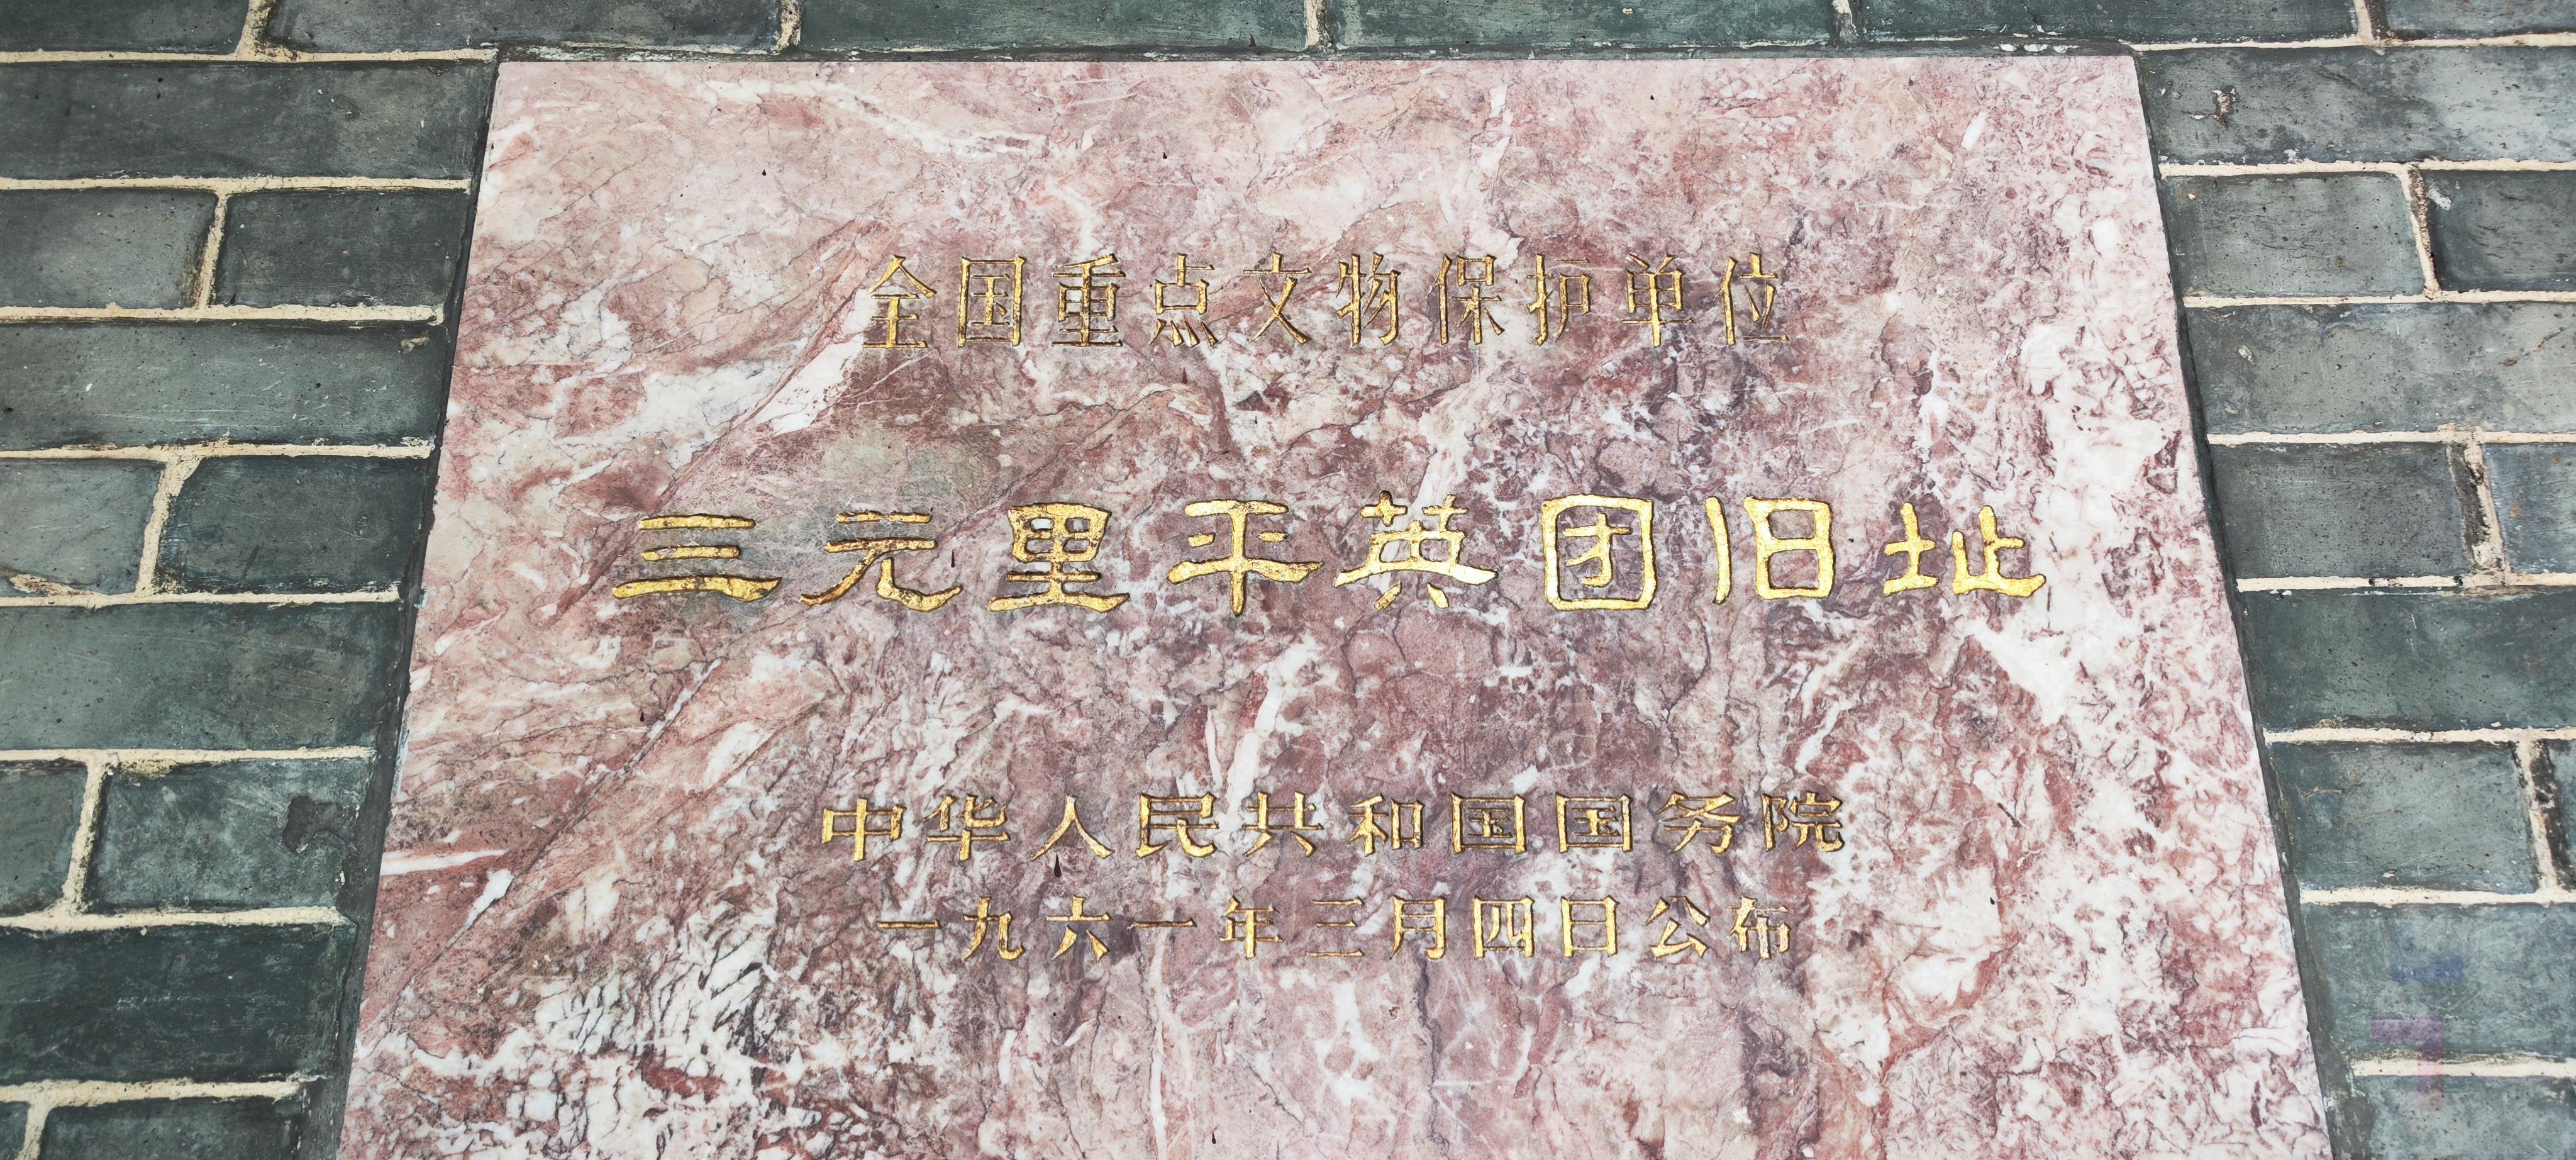 全国重点文物保护单位
三元里平英团旧址
中华人民共和国国务院
一九六一年三月四日公布